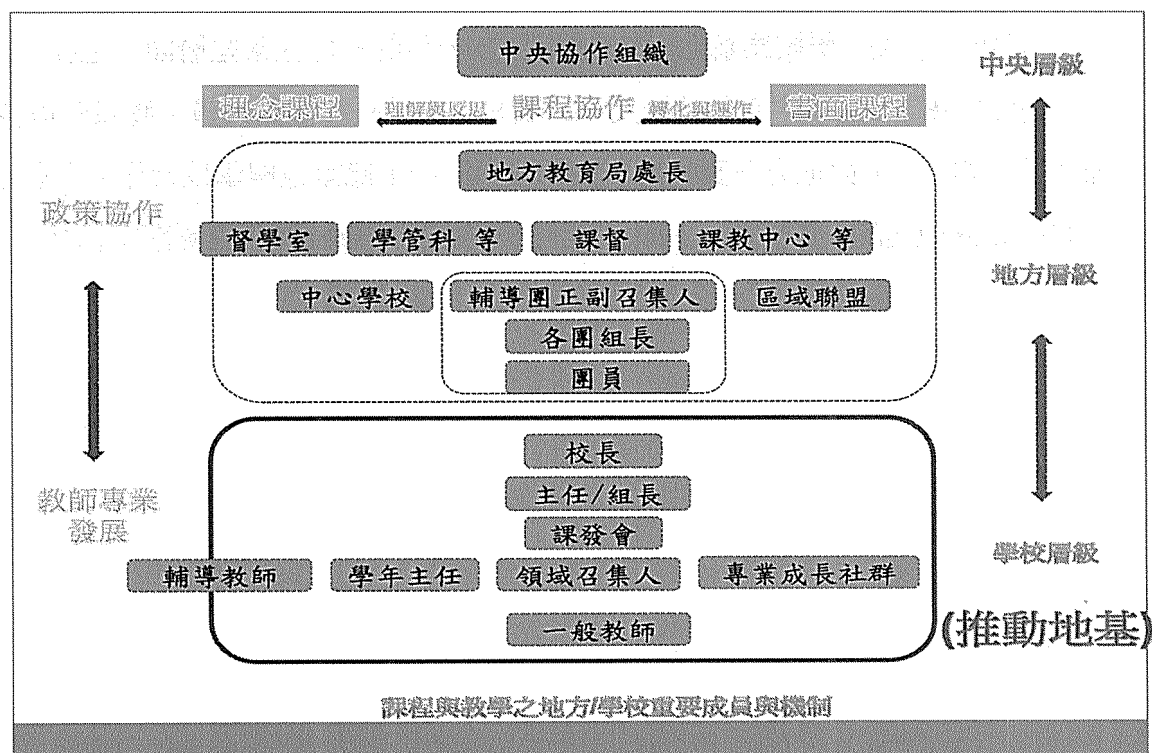 中央協作組織
中央層級
理念課程 理解與反思 課程協作 轉化與運作 書面課程
地方教育局處長
政策協作
督學室 學管科 等 課督 課教中心 等
地方層級
中心學校 輔導團正副召集人 區域聯盟
各團組長
團員
校長
主任/組長
教師專業
發展
課發會
學校層級
輔導教師 學年主任 領域召集人 專業成長社群
(推動地基)
一般教師
課程與教學之地方/學校重要成員與機制